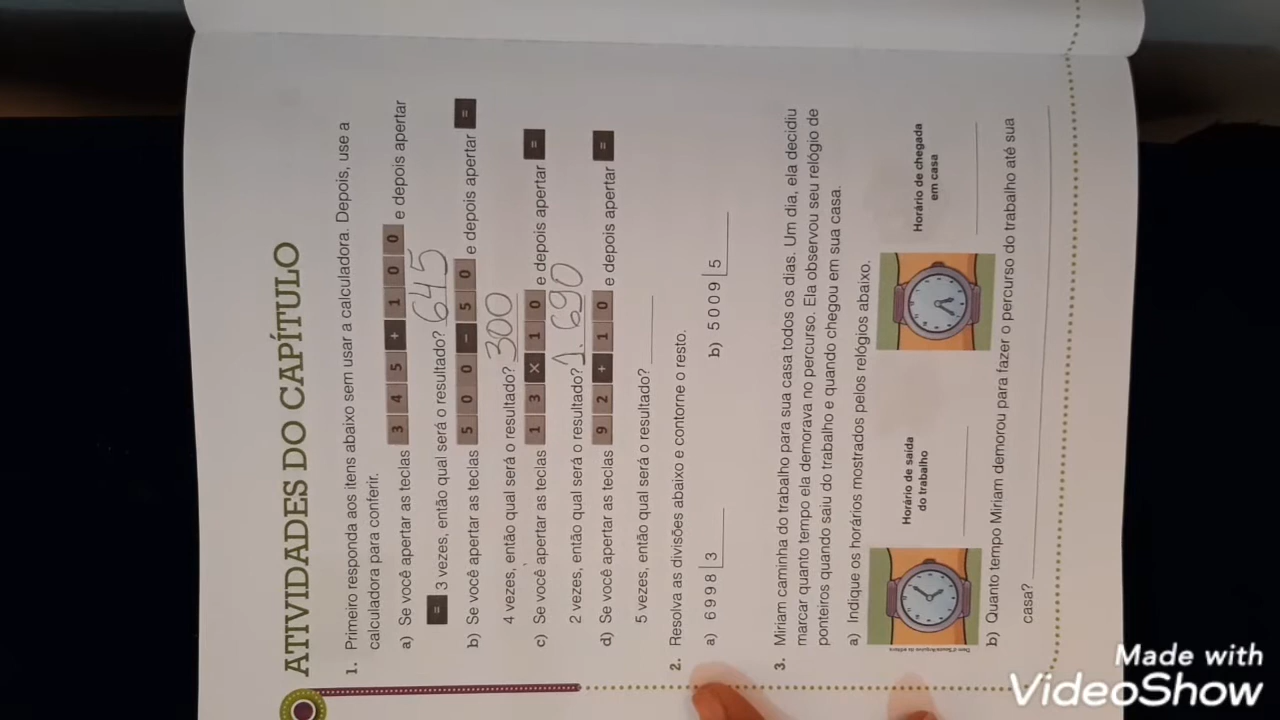 ATIVIDADES DO CAPÍTULO
1. Primeiro responda aos itens abaixo sem usar a calculadora. Depois, use a
calculadora para conferir.
a) Se você apertar as teclas 3 4 5 + 1 0 0 e depois apertar
= 3 vezes, então qual será o resultado? 645
b) Se você apertar as teclas 5 0 0 - 5 0 e depois apertar =
4 vezes, então qual será o resultado? 300
c) Se você apertar as teclas 1 3 × 1 0 e depois apertar =
2 vezes, então qual será o resultado? 1.690
d) Se você apertar as teclas 9 2 + 1 0 e depois apertar =
5 vezes, então qual será o resultado?
2. Resolva as divisões abaixo e contorne o resto.
a) 6 9 9 8 3
b) 5 0 0 9 5
3. Miriam caminha do trabalho para sua casa todos os dias. Um dia, ela decidiu
marcar quanto tempo ela demorava no percurso. Ela observou seu relógio de
ponteiros quando saiu do trabalho e quando chegou em sua casa.
a) Indique os horários mostrados pelos relógios abaixo.
Horário de saída
do trabalho
Horário de chegada
em casa
b) Quanto tempo Miriam demorou para fazer o percurso do trabalho até sua
casa?
Made with
VideoShow